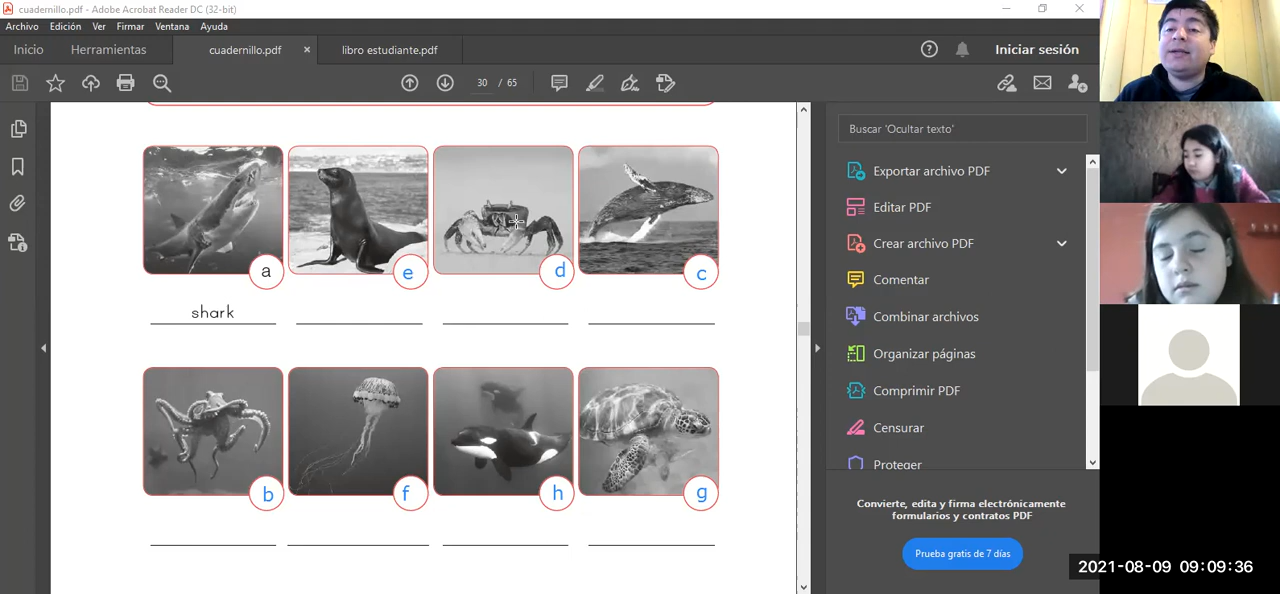 cuadernillo.pdf - Adobe Acrobat Reader DC (32-bit)
Archivo Edición Ver Firmar Ventana Ayuda
Inicio Herramientas cuadernillo.pdf × libro estudiante.pdf Iniciar sesión
30 / 65
Buscar 'Ocultar texto'
Exportar archivo PDF
Editar PDF
Crear archivo PDF
Comentar
Combinar archivos
Organizar páginas
Comprimir PDF
Censurar
Proteger
Convierte, edita y firma electrónicamente
formularios y contratos PDF
Prueba gratis de 7 días
a e d c
shark
b f h g
2021-08-09 09:09:36